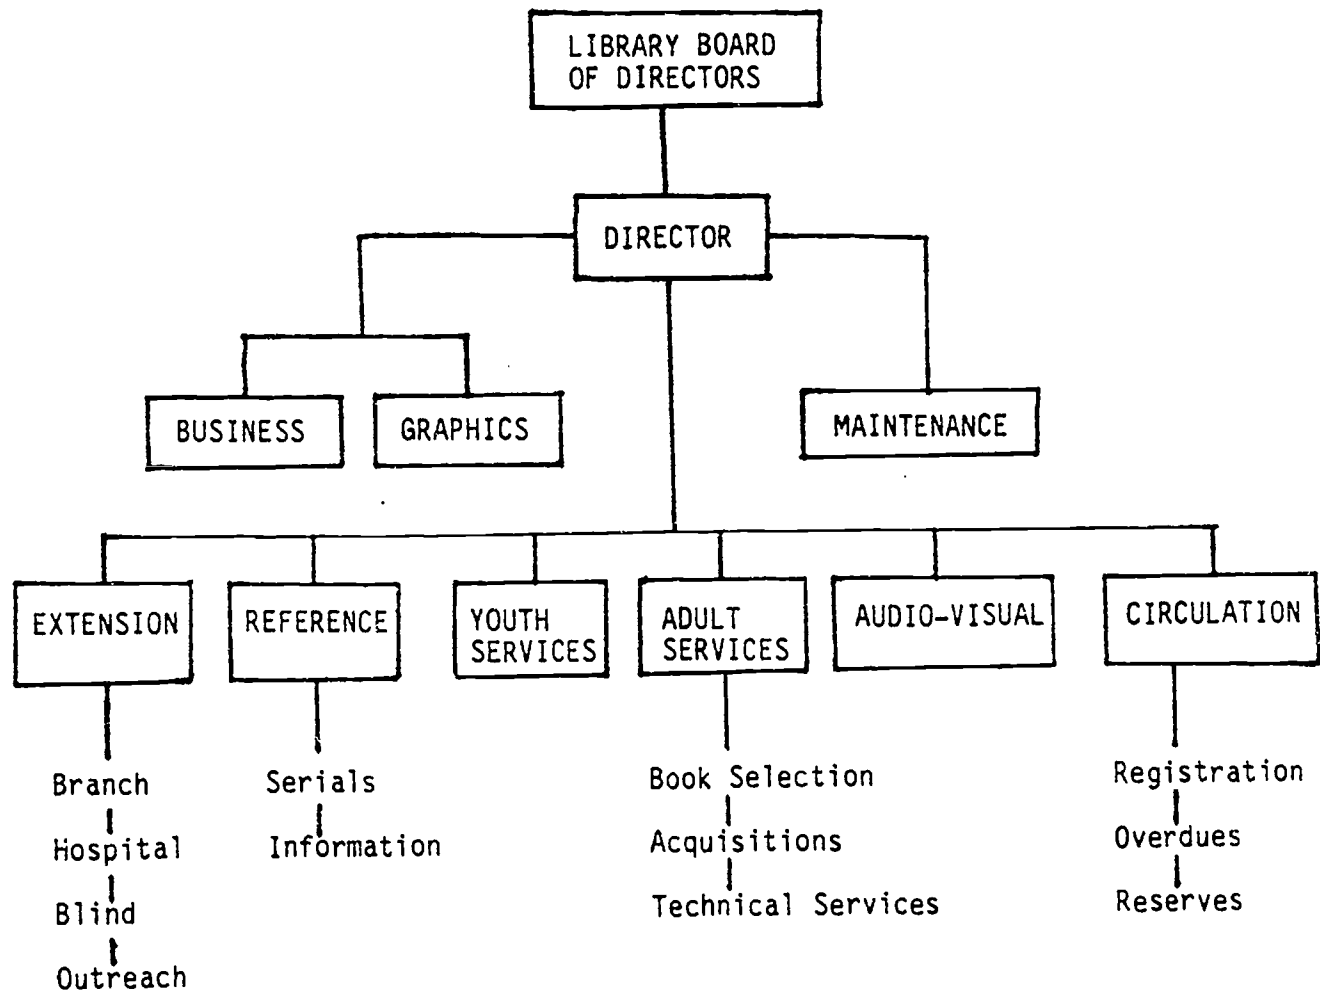 LIBRARY BOARD
OF DIRECTORS
DIRECTOR
BUSINESS
GRAPHICS
MAINTENANCE
EXTENSION
REFERENCE
YOUTH
SERVICES
ADULT
SERVICES
AUDIO-VISUAL
CIRCULATION
Branch
Hospital
Blind
Outreach
Serials
Information
Book Selection
Acquisitions
Technical Services
Registration
Overdues
Reserves